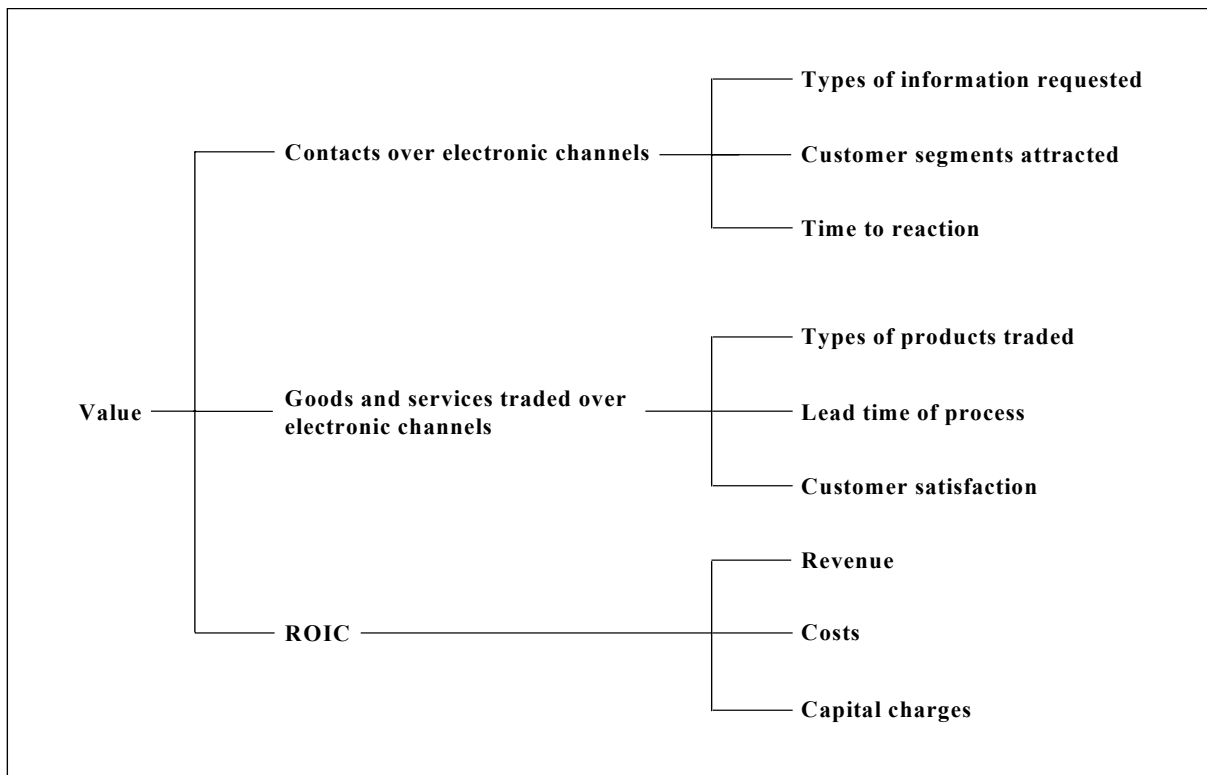 Value
Contacts over electronic channels
Types of information requested
Customer segments attracted
Time to reaction
Goods and services traded over
electronic channels
Types of products traded
Lead time of process
Customer satisfaction
ROIC
Revenue
Costs
Capital charges